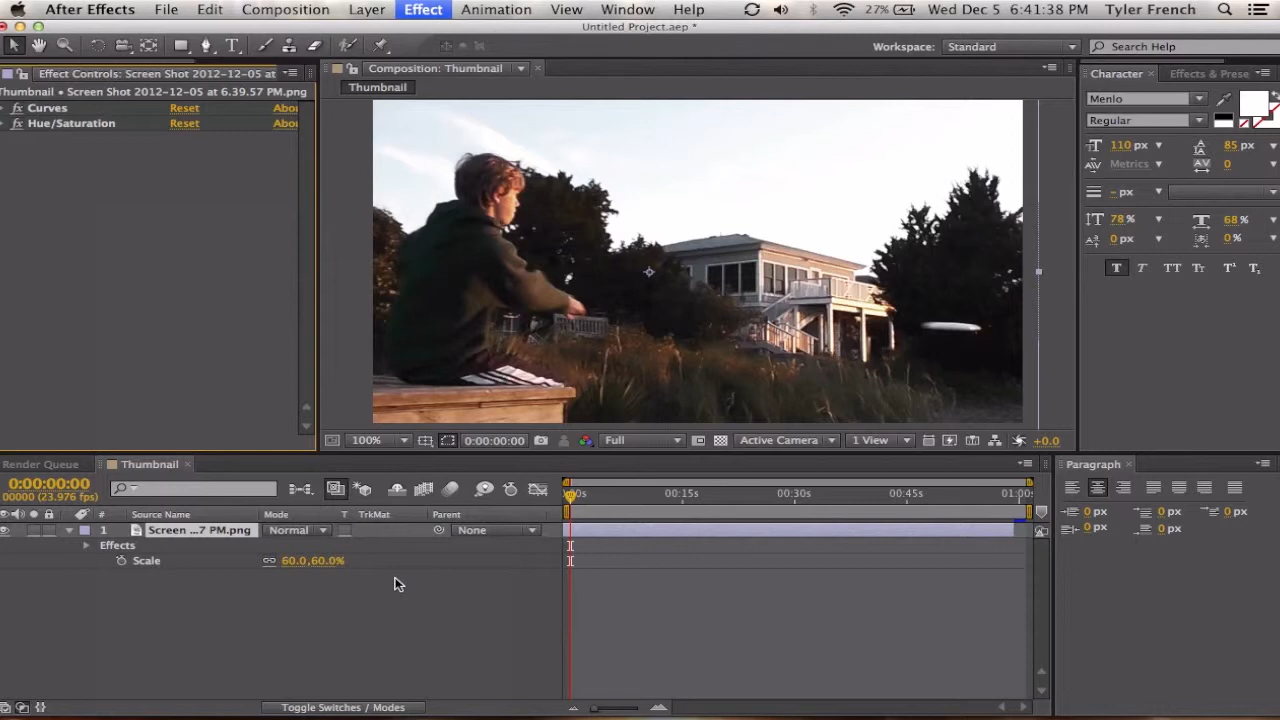 After Effects File Edit Composition Layer Effect Animation View Window Help 27% Wed Dec 5 6:41:38 PM Tyler French
Untitled Project.aep *
Workspace: Standard Search Help
Effect Controls: Screen Shot 2012-12-05 at
Composition: Thumbnail
Character Effects & Prese
Thumbnail • Screen Shot 2012-12-05 at 6.39.57 PM.png
Thumbnail
fx Curves Reset Abou
fx Hue/Saturation Reset Abou
Menlo
Regular
110 px 85 px
Metrics 0
- px
78 % 68 %
0 px 0 %
T T TT Tr T¹ T₁
100% 0:00:00:00 Full Active Camera 1 View +0.0
Render Queue Thumbnail
Paragraph
0:00:00:00
00000 (23.976 fps)
0s 00:15s 00:30s 00:45s 01:00s
# Source Name Mode T TrkMat Parent
1 Screen ...7 PM.png Normal None
Effects
Scale 60.0,60.0%
0 px 0 px 0 px
0 px 0 px
Toggle Switches / Modes